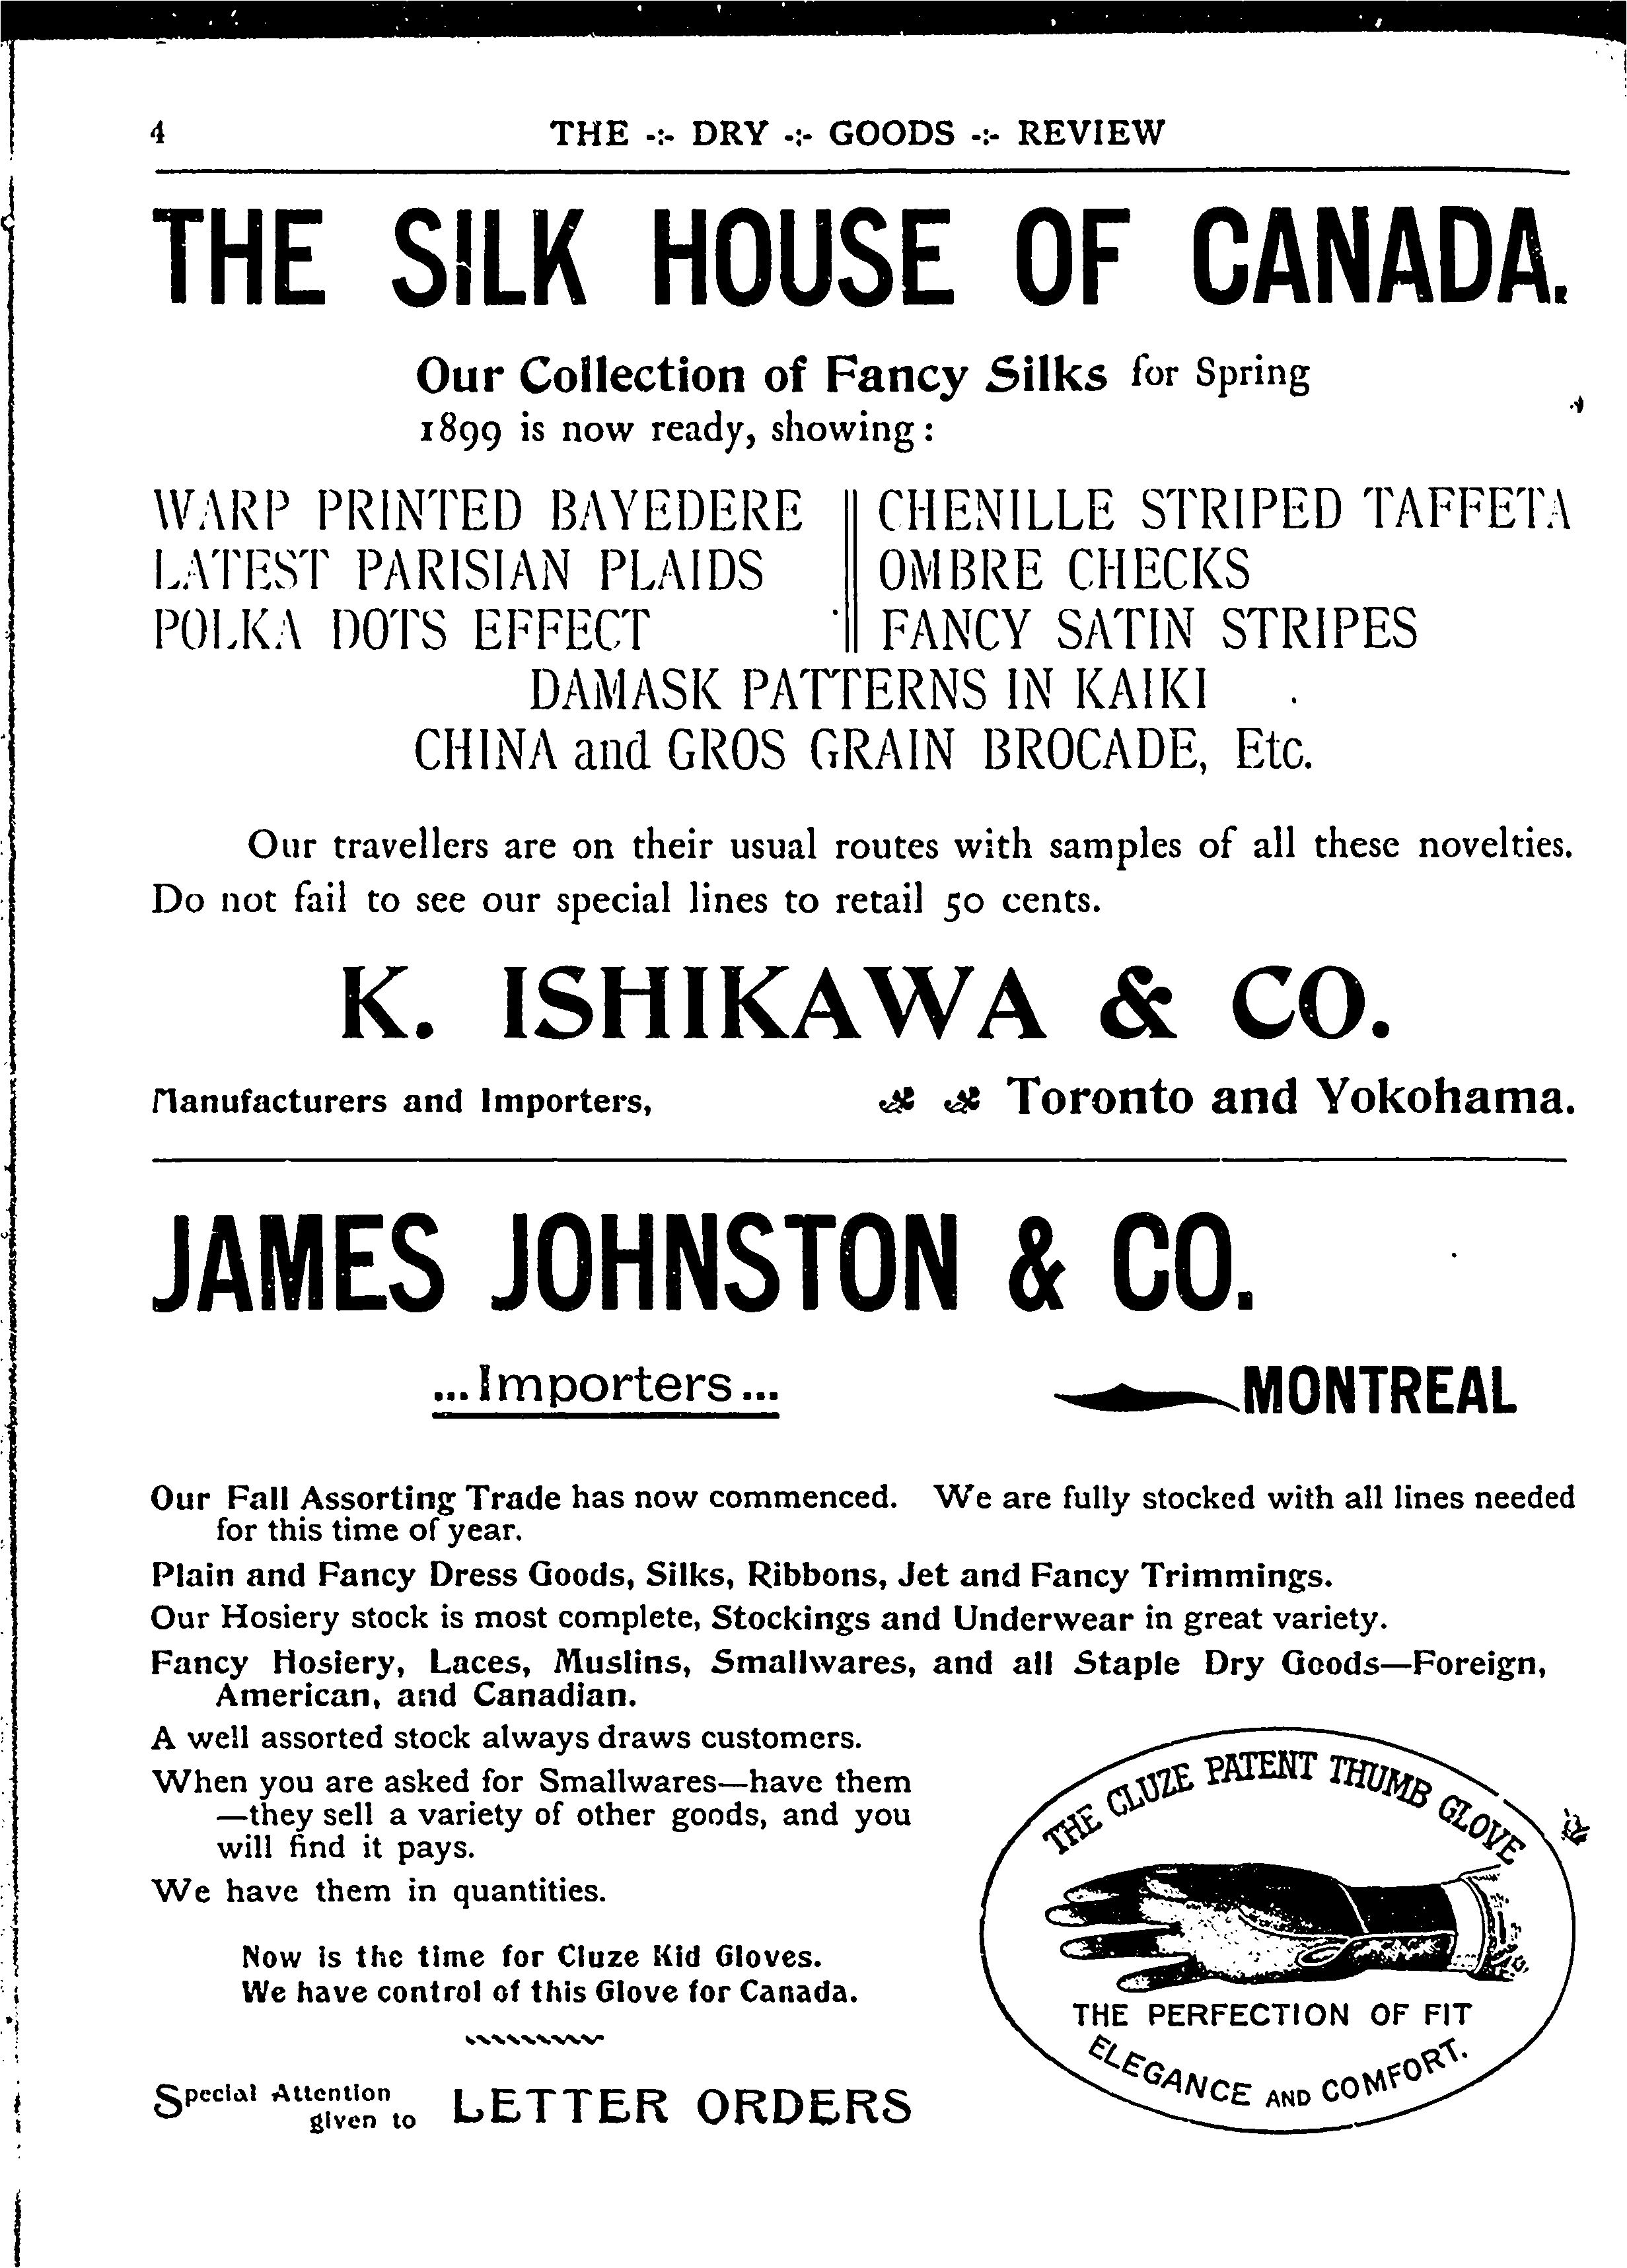 4
THE -:- DRY -:- GOODS -:- REVIEW
THE SILK HOUSE OF CANADA.
Our Collection of Fancy Silks for Spring
1899 is now ready, showing:
WARP PRINTED BAYEDERE
LATEST PARISIAN PLAIDS
POLKA DOTS EFFECT
CHENILLE STRIPED TAFFETA
OMBRE CHECKS
FANCY SATIN STRIPES
DAMASK PATTERNS IN KAIKI
CHINA and GROS GRAIN BROCADE, Etc.
Our travellers are on their usual routes with samples of all these novelties.
Do not fail to see our special lines to retail 50 cents.
K. ISHIKAWA & CO.
Manufacturers and Importers,
Toronto and Yokohama.
JAMES JOHNSTON & CO.
...Importers...
MONTREAL
Our Fall Assorting Trade has now commenced. We are fully stocked with all lines needed
for this time of year.
Plain and Fancy Dress Goods, Silks, Ribbons, Jet and Fancy Trimmings.
Our Hosiery stock is most complete, Stockings and Underwear in great variety.
Fancy Hosiery, Laces, Muslins, Smallwares, and all Staple Dry Goods—Foreign,
American, and Canadian.
A well assorted stock always draws customers.
When you are asked for Smallwares—have them
—they sell a variety of other goods, and you
will find it pays.
We have them in quantities.
Now is the time for Cluze Kid Gloves.
We have control of this Glove for Canada.
Special Attention
given to
LETTER ORDERS
THE CLUZE PATENT THUMB GLOVE
THE PERFECTION OF FIT
ELEGANCE AND COMFORT.